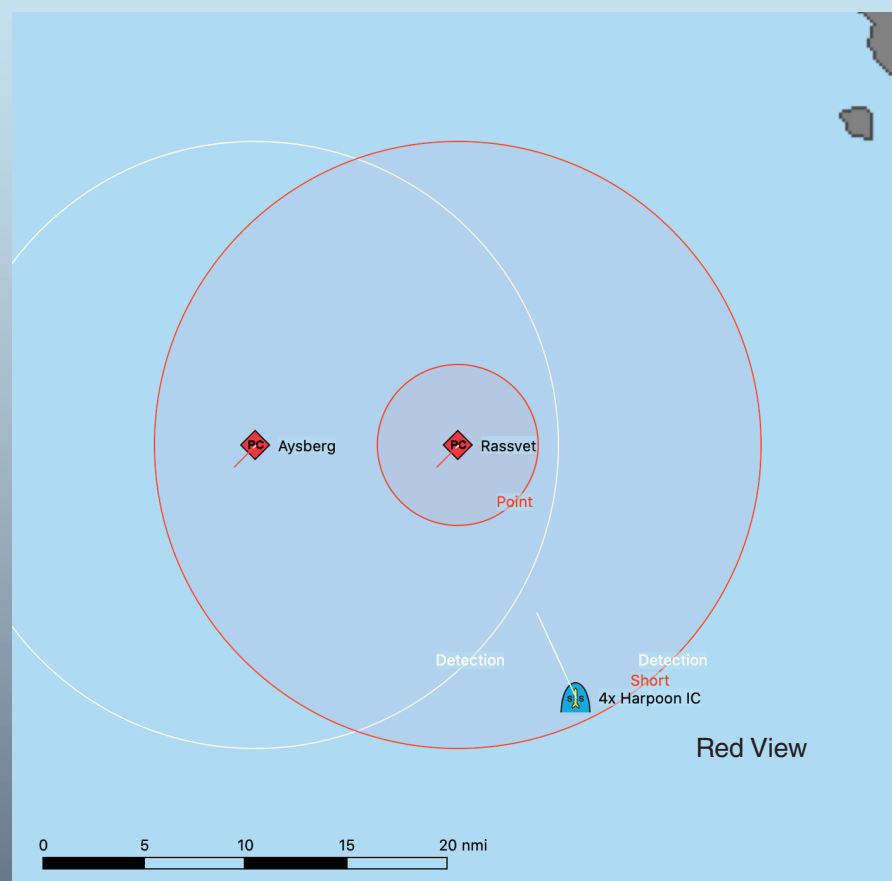 PC Aysberg
PC Rassvet
Point
Detection
Detection
Short
S S 4x Harpoon IC
Red View
0 5 10 15 20 nmi